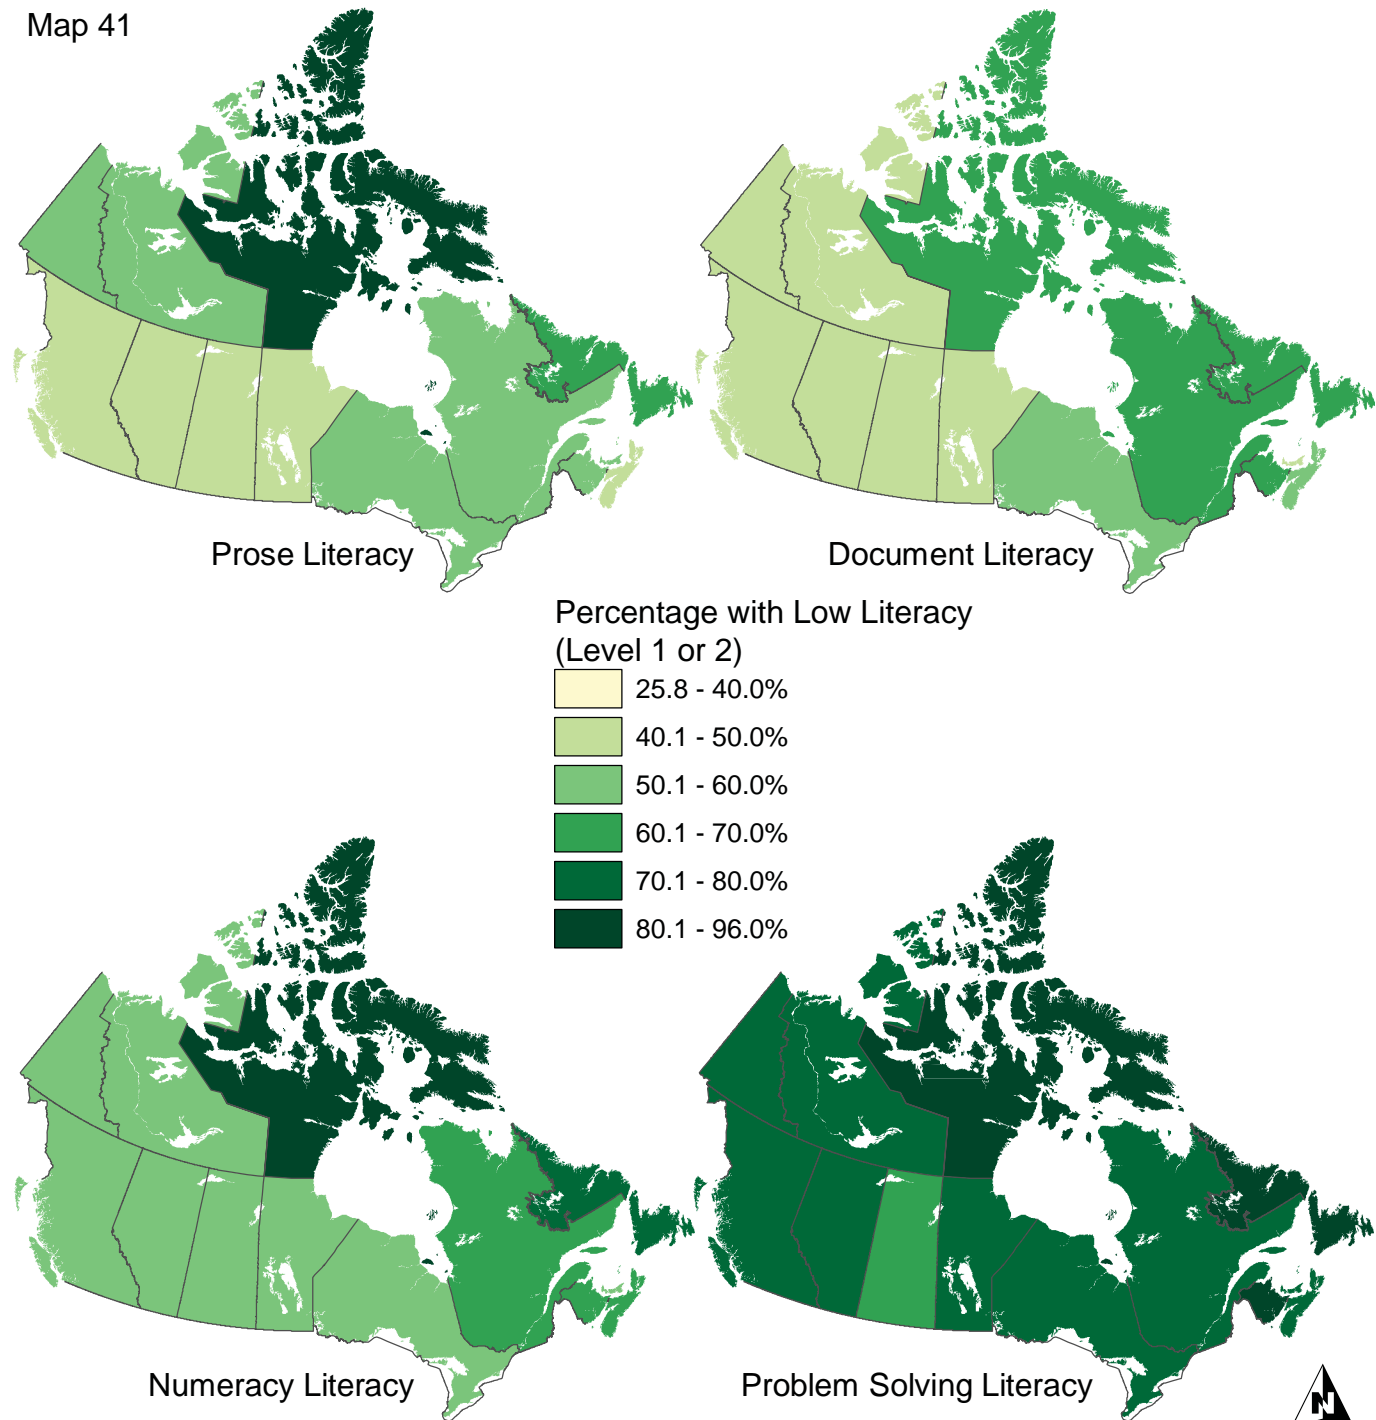 Map 41
Prose Literacy
Document Literacy
Percentage with Low Literacy
(Level 1 or 2)
25.8 - 40.0%
40.1 - 50.0%
50.1 - 60.0%
60.1 - 70.0%
70.1 - 80.0%
80.1 - 96.0%
Numeracy Literacy
Problem Solving Literacy
N